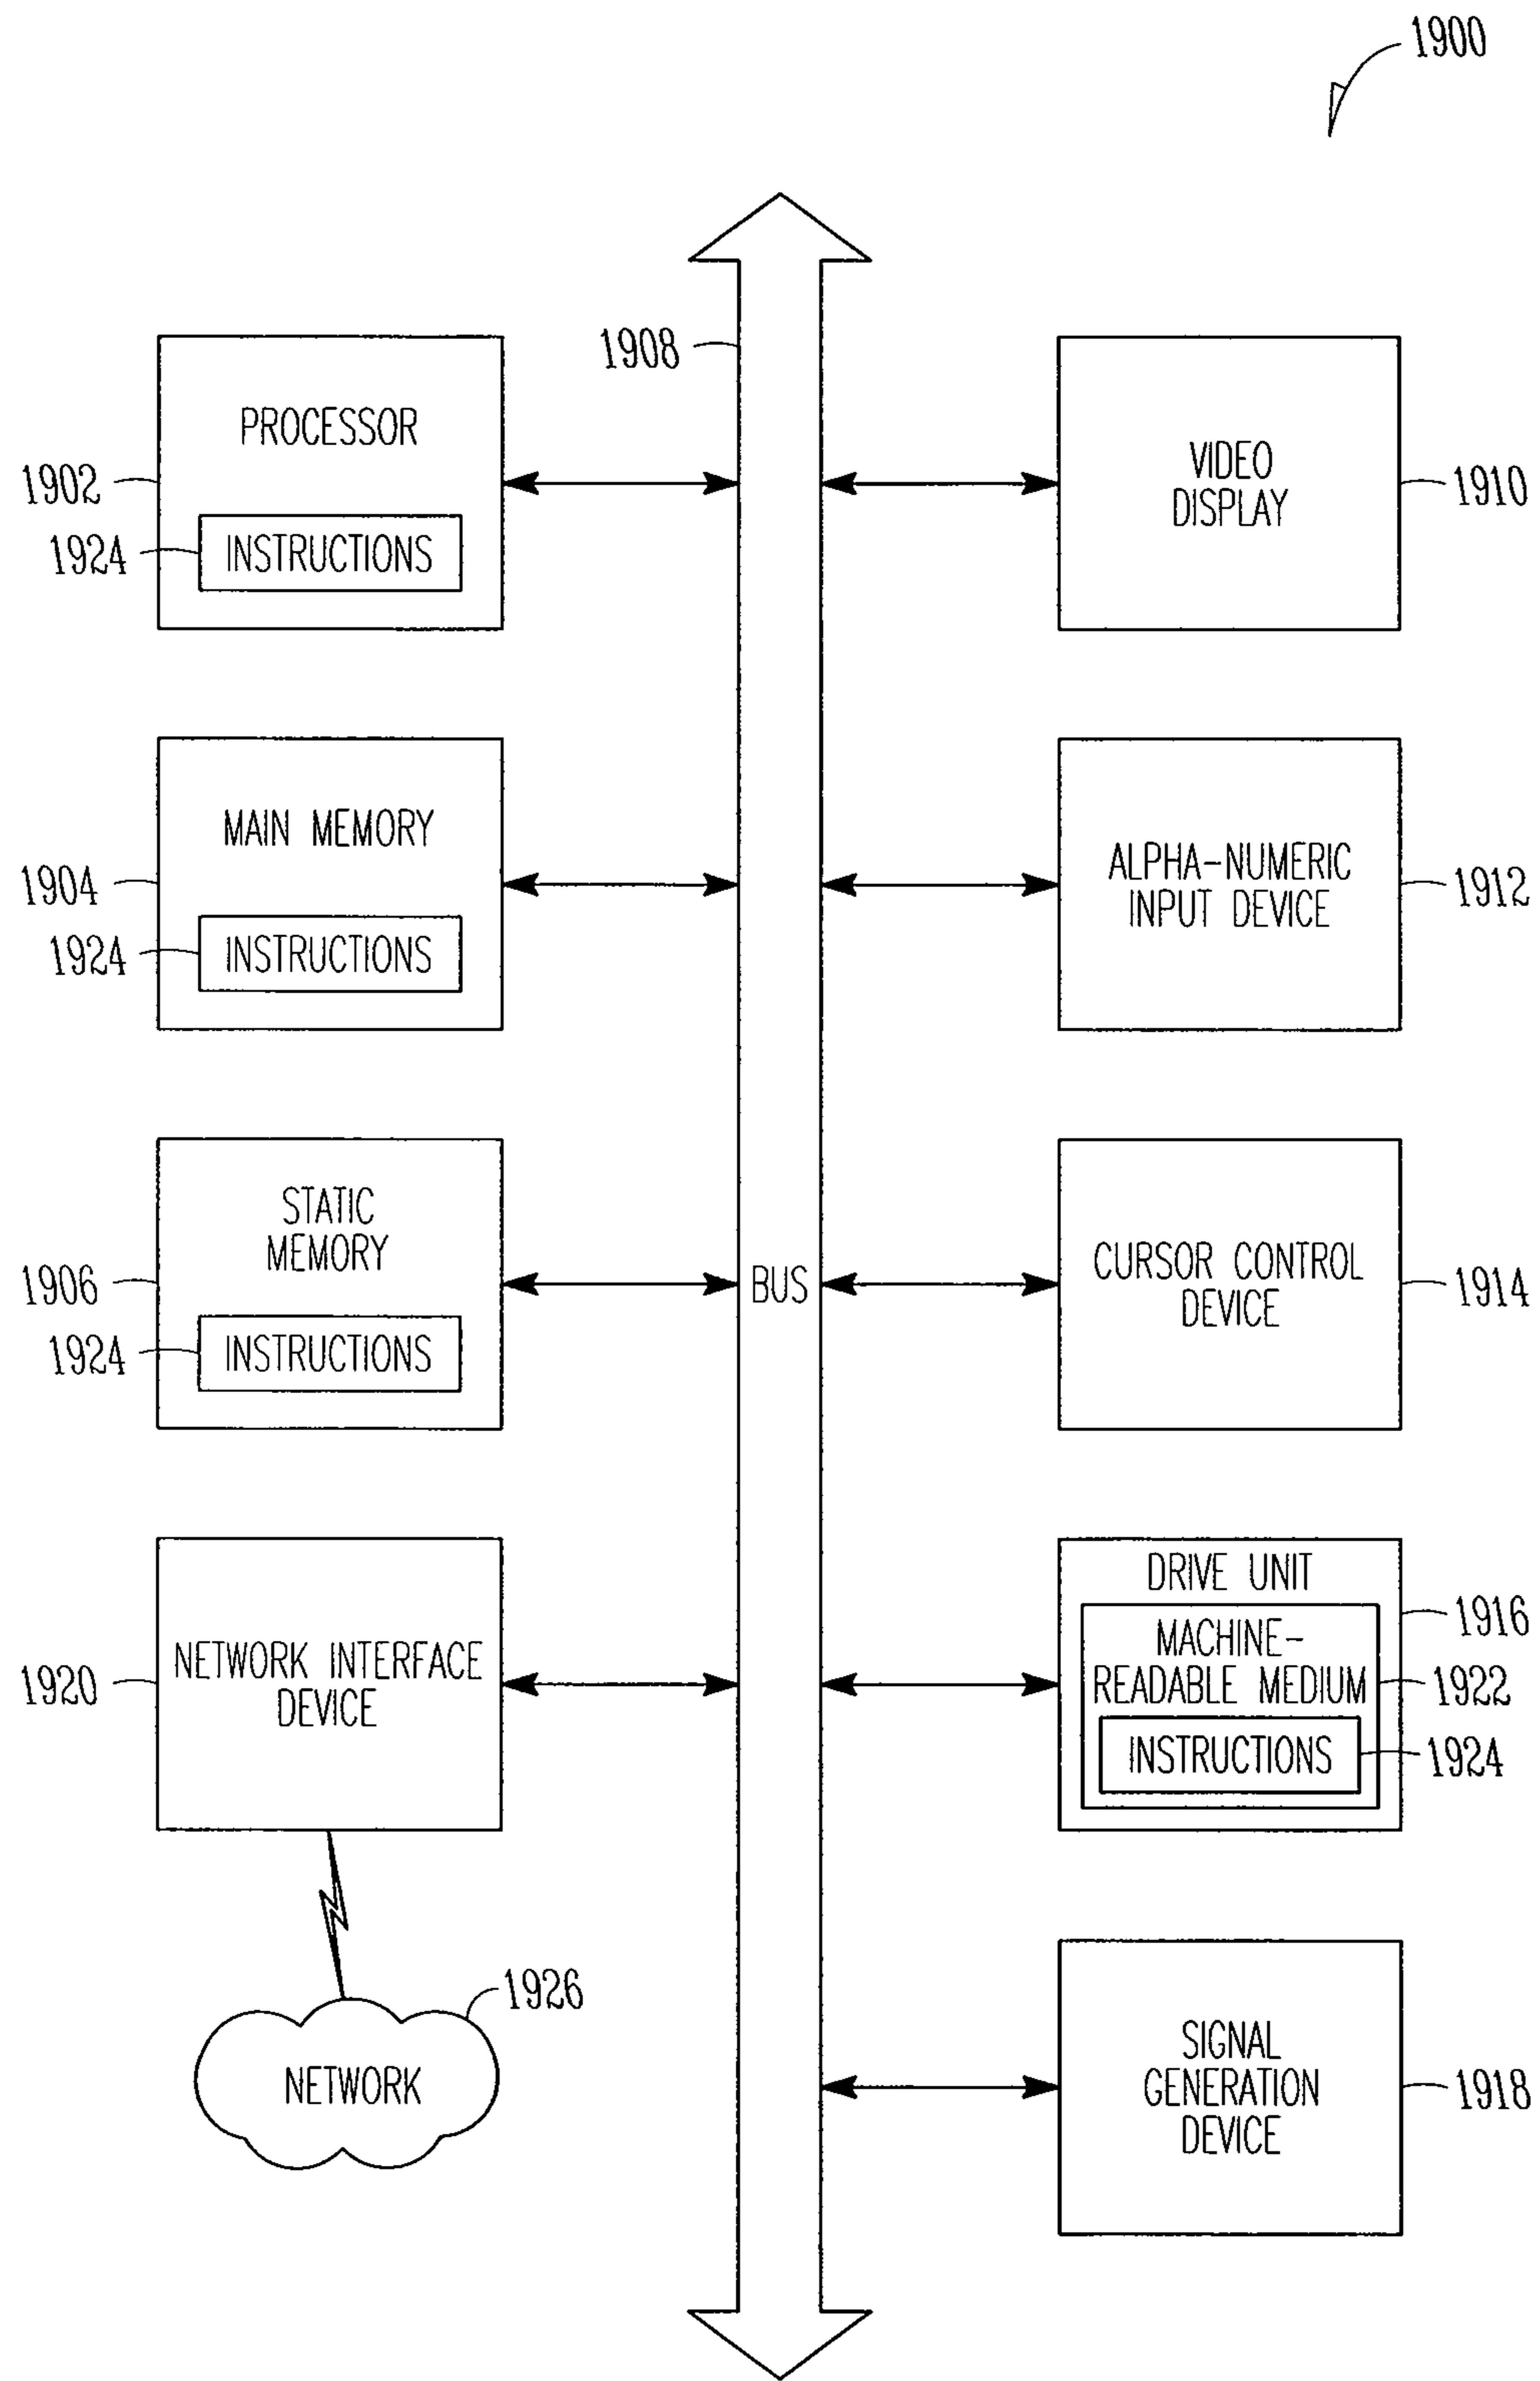 1900
1908
PROCESSOR
1902
1924
INSTRUCTIONS
VIDEO
DISPLAY
1910
MAIN MEMORY
1904
1924
INSTRUCTIONS
ALPHA-NUMERIC
INPUT DEVICE
1912
STATIC
MEMORY
1906
1924
INSTRUCTIONS
BUS
CURSOR CONTROL
DEVICE
1914
NETWORK INTERFACE
DEVICE
1920
DRIVE UNIT
1916
MACHINE-
READABLE MEDIUM
1922
INSTRUCTIONS
1924
1926
NETWORK
SIGNAL
GENERATION
DEVICE
1918